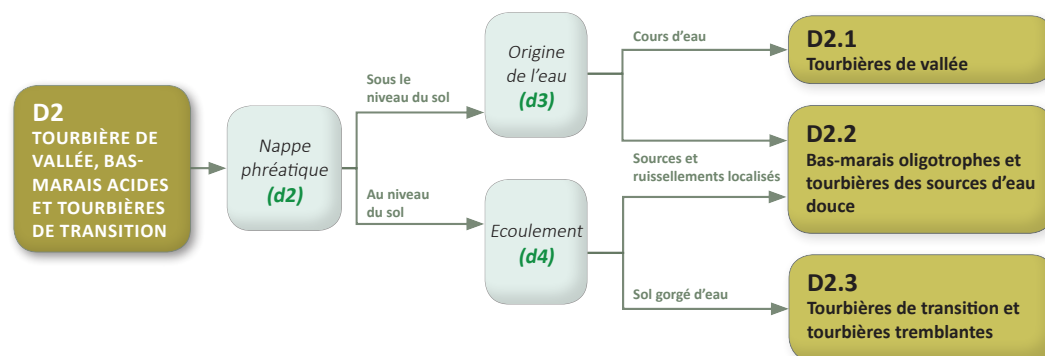 D2
TOURBIÈRE DE
VALLÉE, BAS-
MARAIS ACIDES
ET TOURBIÈRES
DE TRANSITION
Nappe
phréatique
(d2)
Sous le
niveau du sol
Au niveau
du sol
Origine
de l’eau
(d3)
Ecoulement
(d4)
Cours d’eau
Sources et
ruissellements localisés
Sol gorgé d’eau
D2.1
Tourbières de vallée
D2.2
Bas-marais oligotrophes et
tourbières des sources d’eau
douce
D2.3
Tourbières de transition et
tourbières tremblantes